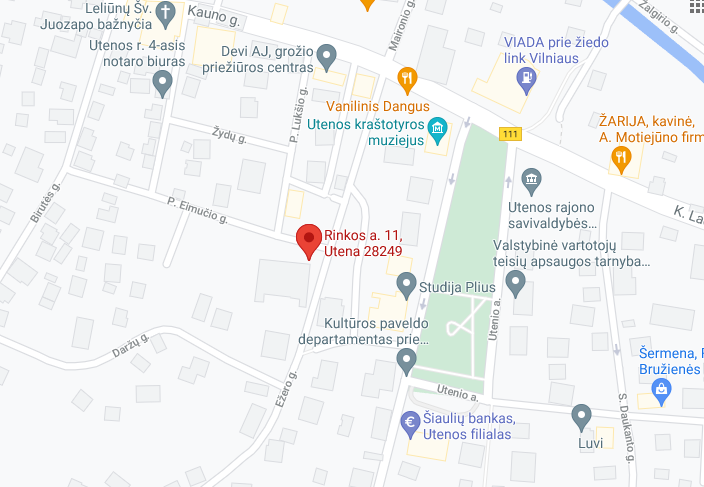 Leliūnų Šv.
Juozapo bažnyčia
Kauno g.
Maironio g.
Žaigirio g.
Utenos r. 4-asis
notaro biuras
Devi AJ, grožio
priežiūros centras
VIADA prie žiedo
link Vilniaus
Vanilinis Dangus
P. Lukšio g.
Utenos kraštotyros
muziejus
111
ŽARIJA, kavinė,
A. Motiejūno firm
Žydų g.
Birutės g.
P. Eimučio g.
Utenos rajono
savivaldybės...
K. La
Rinkos a. 11,
Utena 28249
Valstybinė vartotojų
teisių apsaugos tarnyba...
Studija Plius
Utenio a.
Kultūros paveldo
departamentas prie...
Daržų g.
Šermena,
Bružienės
Ežero g.
Utenio a.
S. Daukanto g.
Šiaulių bankas,
Utenos filialas
Luvi